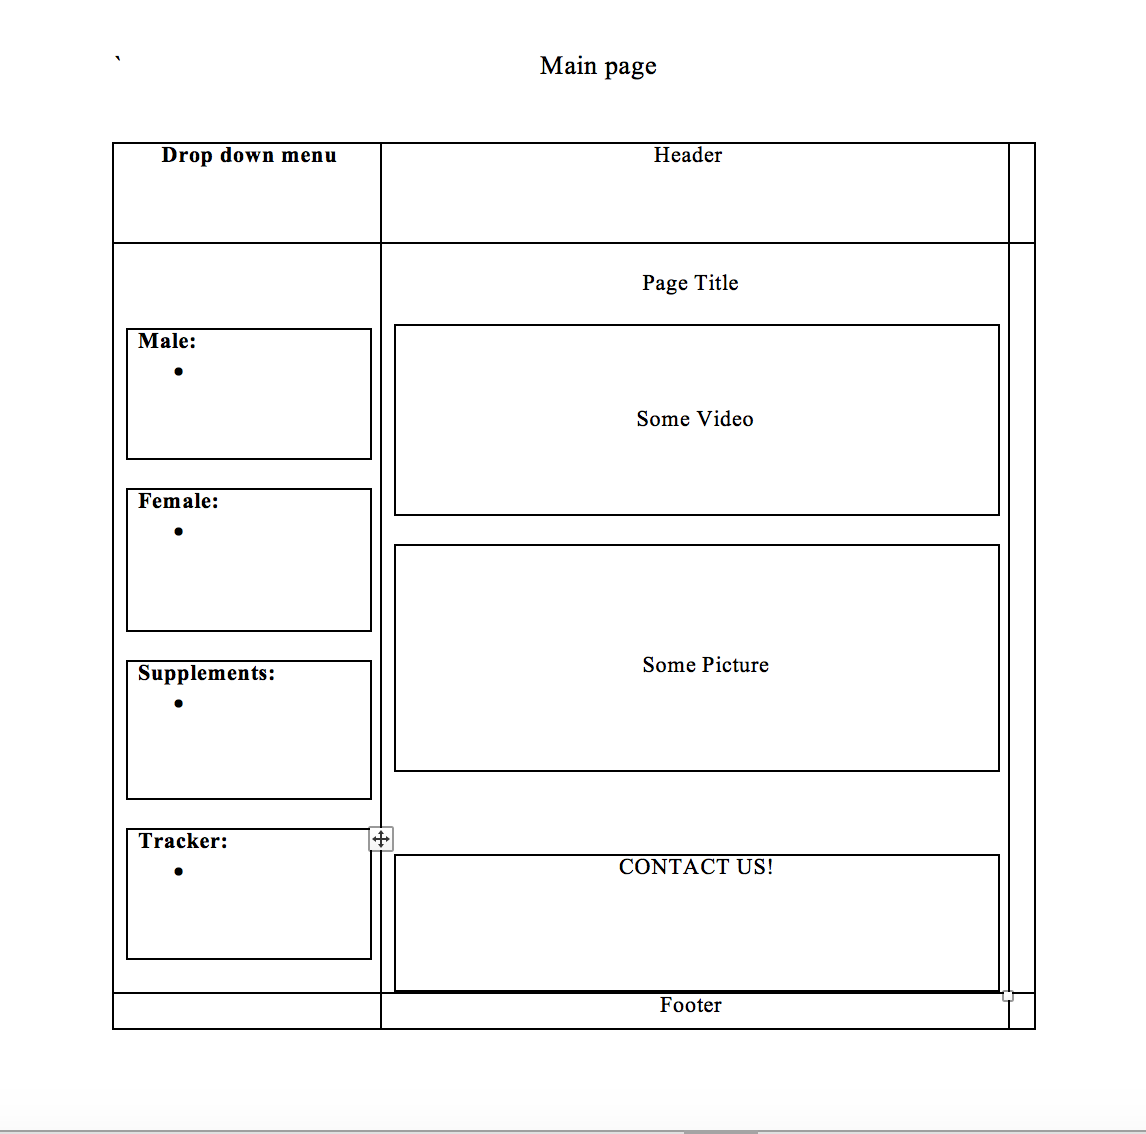 `
Main page
Drop down menu
Header
Page Title
Male:
•
Some Video
Female:
•
Some Picture
Supplements:
•
Tracker:
•
CONTACT US!
Footer